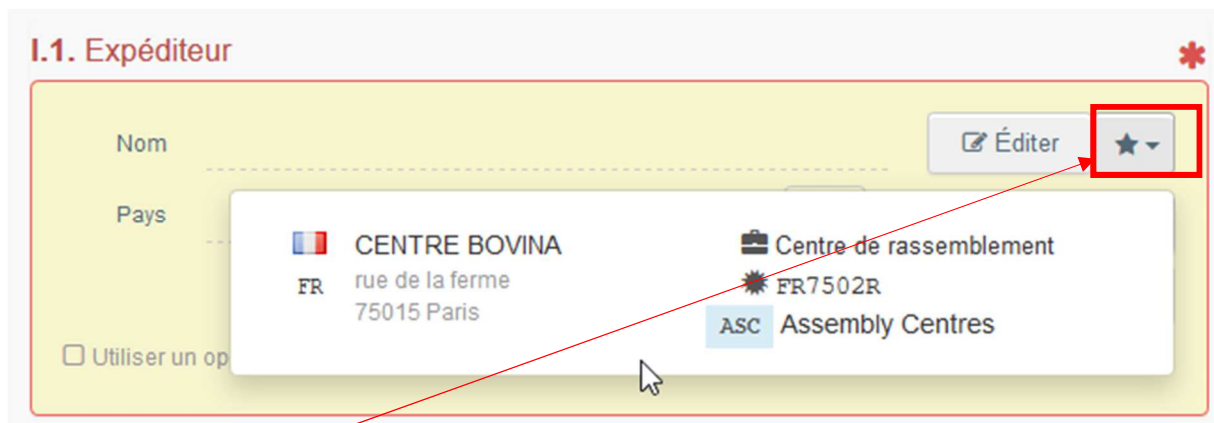 I.1. Expéditeur *
Nom
Éditer
Pays
CENTRE BOVINA
Centre de rassemblement
FR
rue de la ferme
FR7502R
75015 Paris
ASC Assembly Centres
Utiliser un op